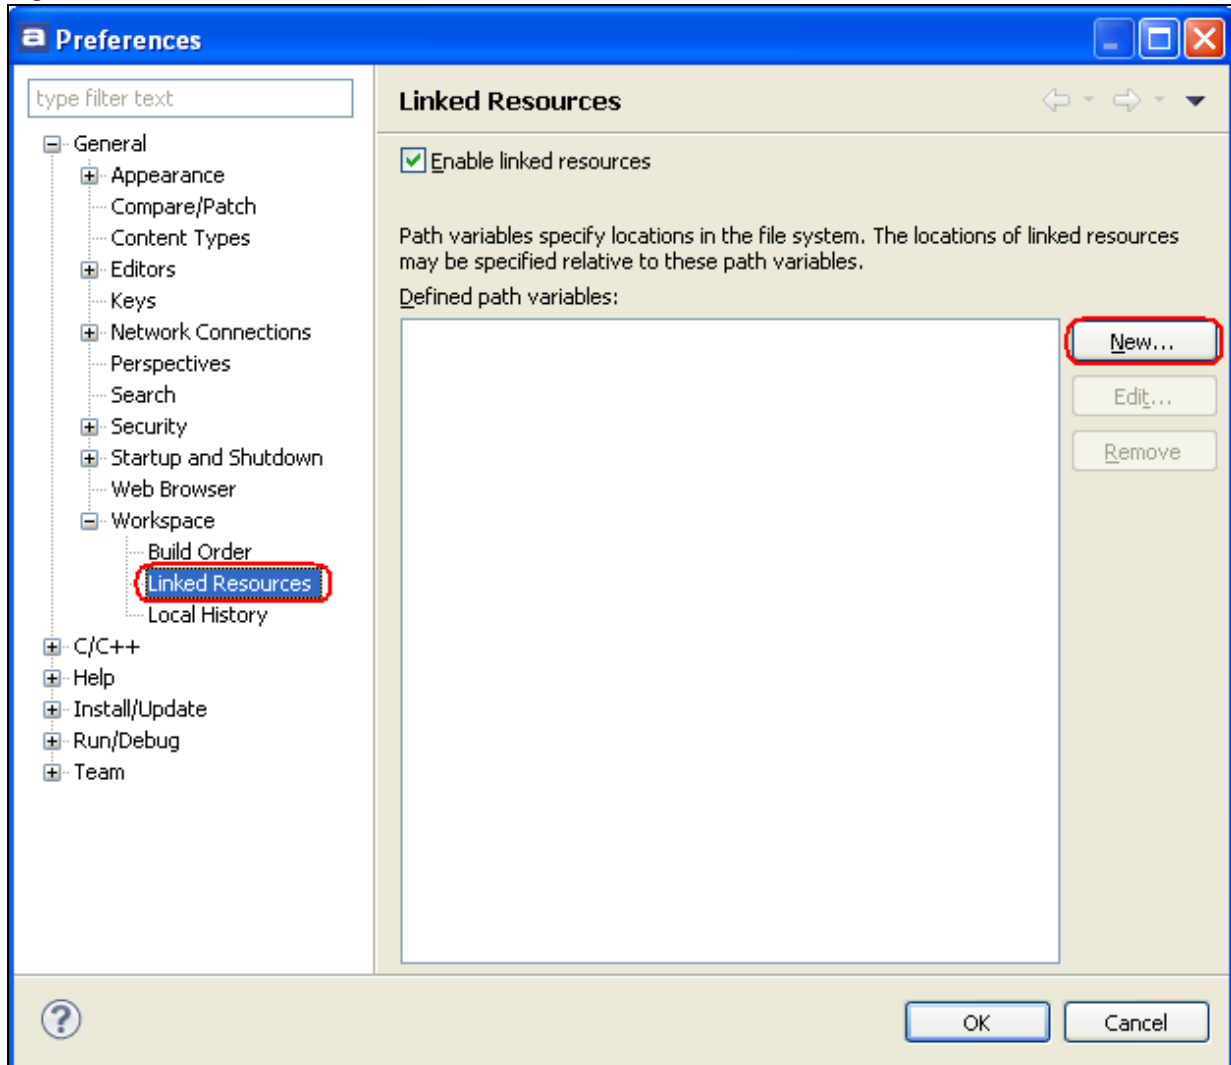 a Preferences
type filter text
General
Appearance
Compare/Patch
Content Types
Editors
Keys
Network Connections
Perspectives
Search
Security
Startup and Shutdown
Web Browser
Workspace
Build Order
Linked Resources
Local History
C/C++
Help
Install/Update
Run/Debug
Team
Linked Resources
Enable linked resources
Path variables specify locations in the file system. The locations of linked resources
may be specified relative to these path variables.
Defined path variables:
New...
Edit...
Remove
?
OK
Cancel